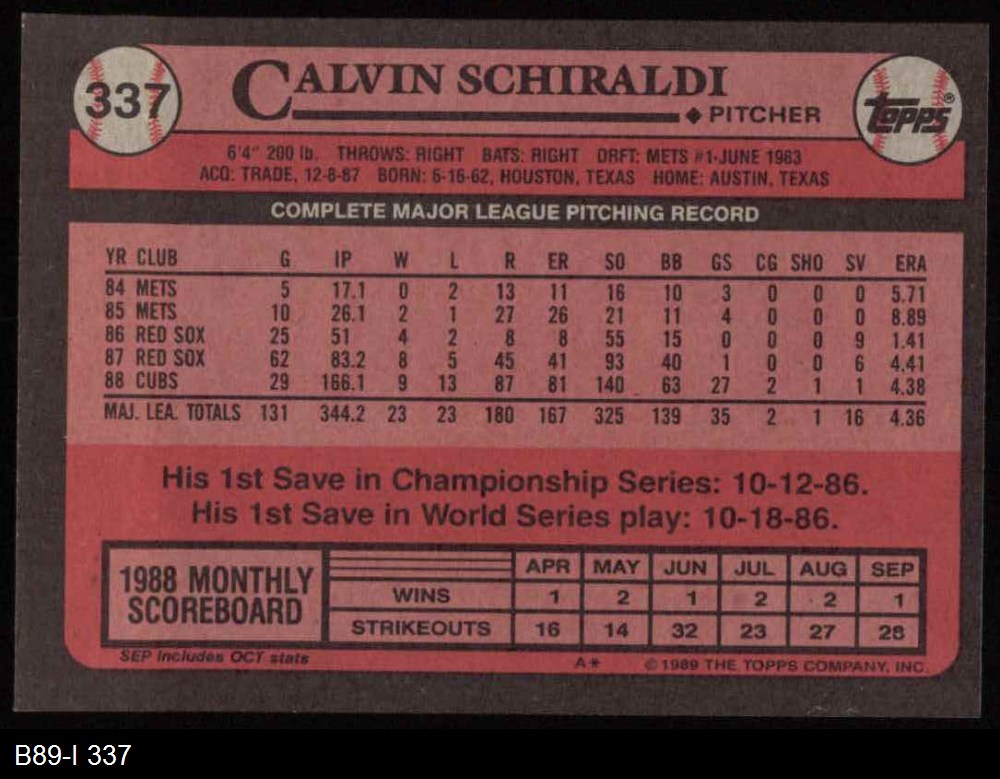 337
CALVIN SCHIRALDI
PITCHER
TOPPS®
6'4" 200 lb. THROWS: RIGHT BATS: RIGHT DRFT: METS #1-JUNE 1983
ACQ: TRADE, 12-8-87 BORN: 6-16-62, HOUSTON, TEXAS HOME: AUSTIN, TEXAS
COMPLETE MAJOR LEAGUE PITCHING RECORD
YR CLUB G IP W L R ER SO BB GS CG SHO SV ERA
84 METS 5 17.1 0 2 13 11 16 10 3 0 0 0 5.71
85 METS 10 26.1 2 1 27 26 21 11 4 0 0 0 8.89
86 RED SOX 25 51 4 2 8 8 55 15 0 0 0 9 1.41
87 RED SOX 62 83.2 8 5 45 41 93 40 1 0 0 6 4.41
88 CUBS 29 166.1 9 13 87 81 140 63 27 2 1 1 4.38
MAJ. LEA. TOTALS 131 344.2 23 23 180 167 325 139 35 2 1 16 4.36
His 1st Save in Championship Series: 10-12-86.
His 1st Save in World Series play: 10-18-86.
1988 MONTHLY SCOREBOARD
APR MAY JUN JUL AUG SEP
WINS 1 2 1 2 2 1
STRIKEOUTS 16 14 32 23 27 28
SEP includes OCT stats
A* ©1989 THE TOPPS COMPANY, INC.
B89-I 337